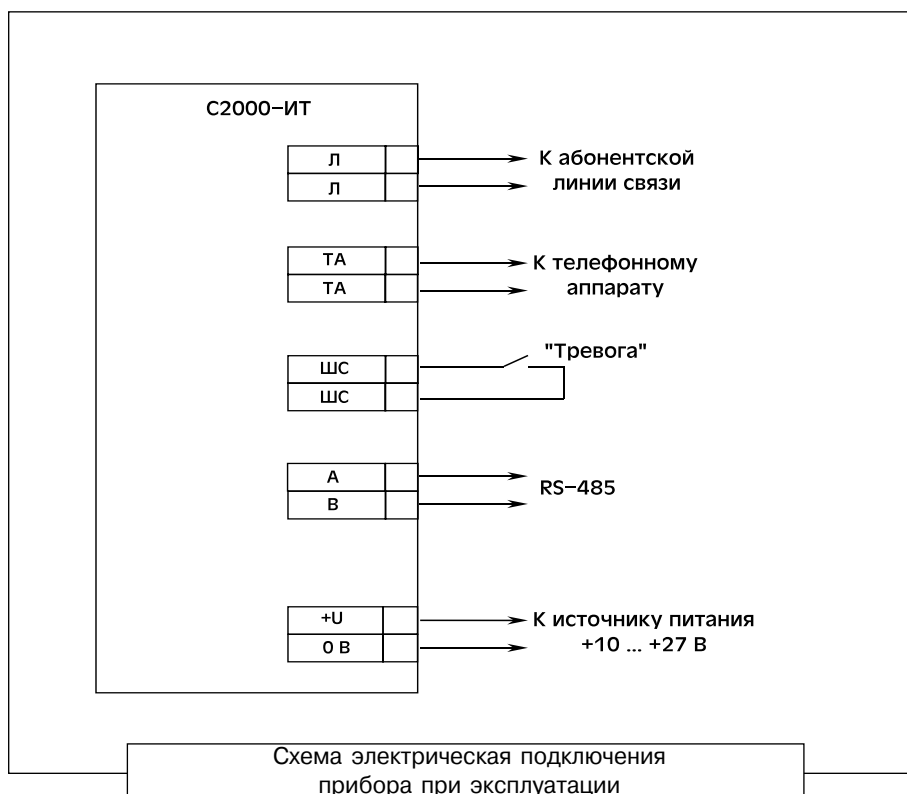 С2000–ИТ
Л
Л
К абонентской
линии связи
ТА
ТА
К телефонному
аппарату
ШС
ШС
"Тревога"
А
В
RS–485
+U
0 В
К источнику питания
+10 ... +27 В
Схема электрическая подключения
прибора при эксплуатации